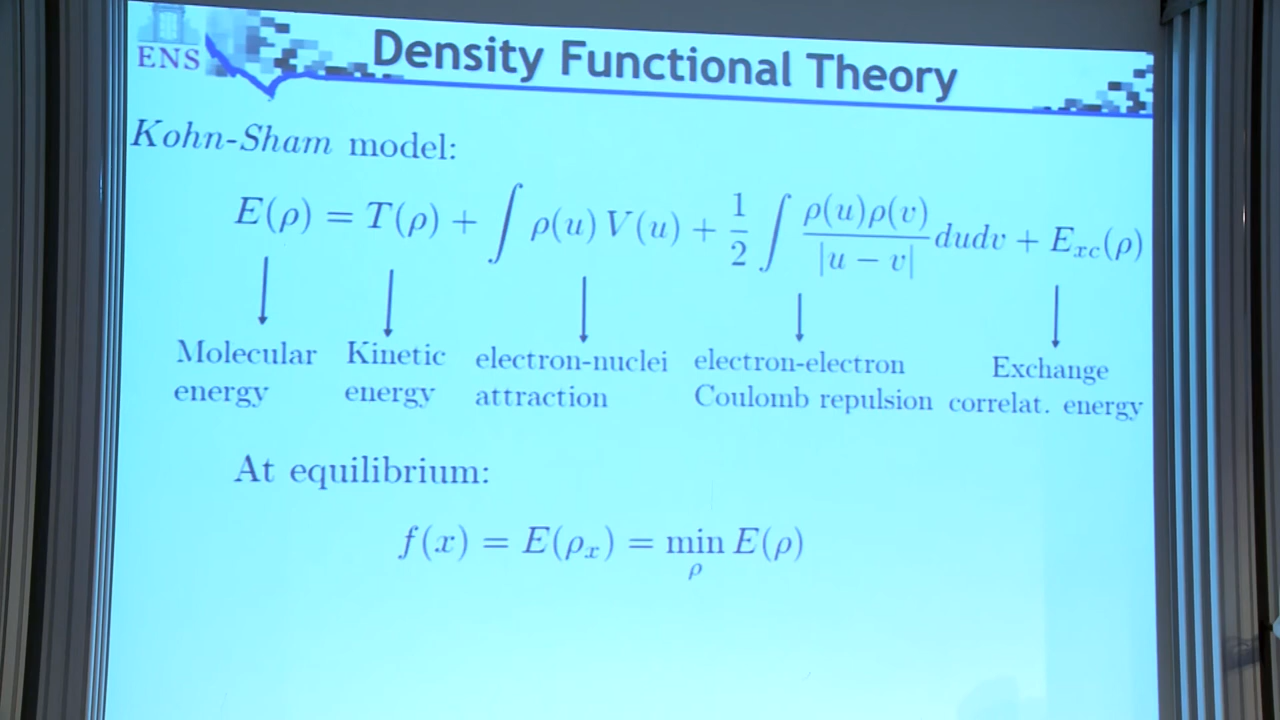 ENS
Density Functional Theory
Kohn-Sham model:
E(ρ) = T(ρ) + ∫ ρ(u) V(u) + 1/2 ∫ ρ(u)ρ(v)/|u − v| dudv + E_xc(ρ)
Molecular energy
Kinetic energy
electron-nuclei attraction
electron-electron Coulomb repulsion
Exchange correlat. energy
At equilibrium:
f(x) = E(ρ_x) = min_ρ E(ρ)